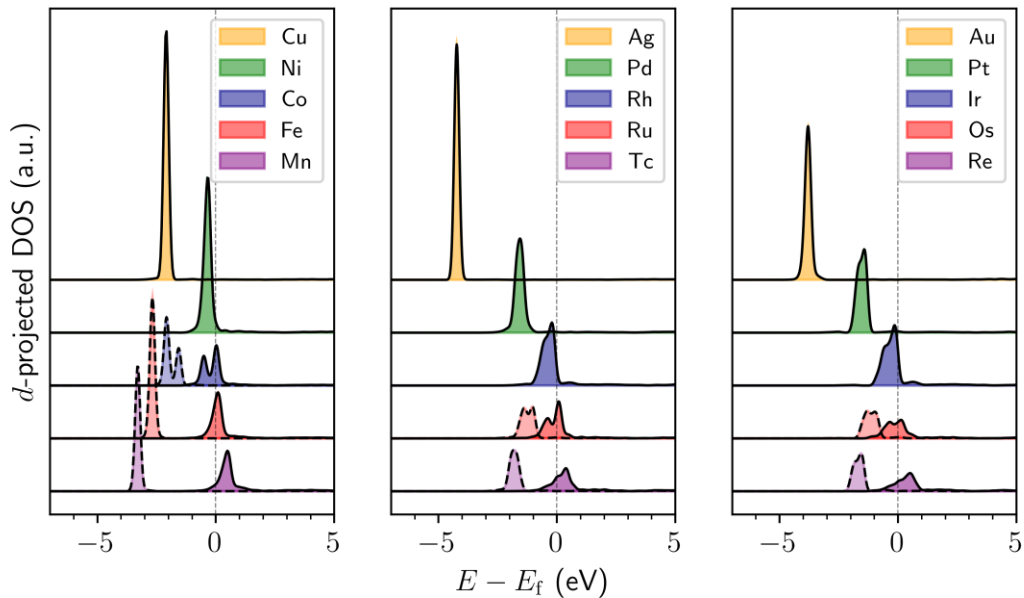 Cu
Ni
Co
Fe
Mn
Ag
Pd
Rh
Ru
Tc
Au
Pt
Ir
Os
Re
d-projected DOS (a.u.)
−5 0 5 −5 0 5 −5 0 5
E − E_f (eV)